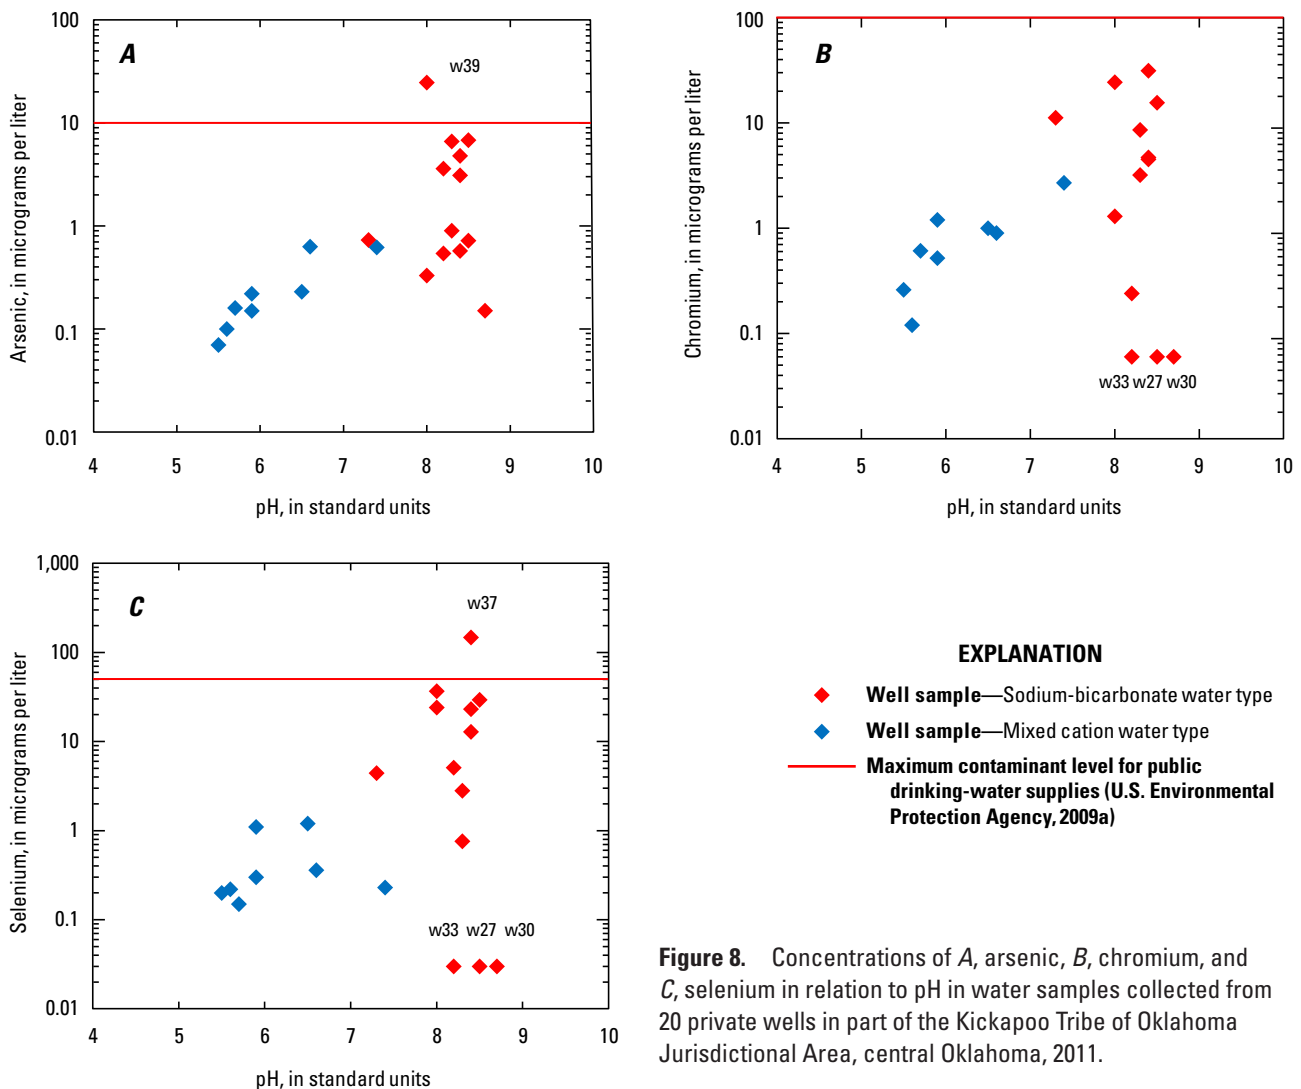 A
w39
100
10
1
0.1
0.01
Arsenic, in micrograms per liter
4 5 6 7 8 9 10
pH, in standard units
B
100
10
1
0.1
0.01
Chromium, in micrograms per liter
w33 w27 w30
4 5 6 7 8 9 10
pH, in standard units
C
w37
1,000
100
10
1
0.1
0.01
Selenium, in micrograms per liter
w33 w27 w30
4 5 6 7 8 9 10
pH, in standard units
EXPLANATION
Well sample—Sodium-bicarbonate water type
Well sample—Mixed cation water type
Maximum contaminant level for public
drinking-water supplies (U.S. Environmental
Protection Agency, 2009a)
Figure 8. Concentrations of A, arsenic, B, chromium, and
C, selenium in relation to pH in water samples collected from
20 private wells in part of the Kickapoo Tribe of Oklahoma
Jurisdictional Area, central Oklahoma, 2011.